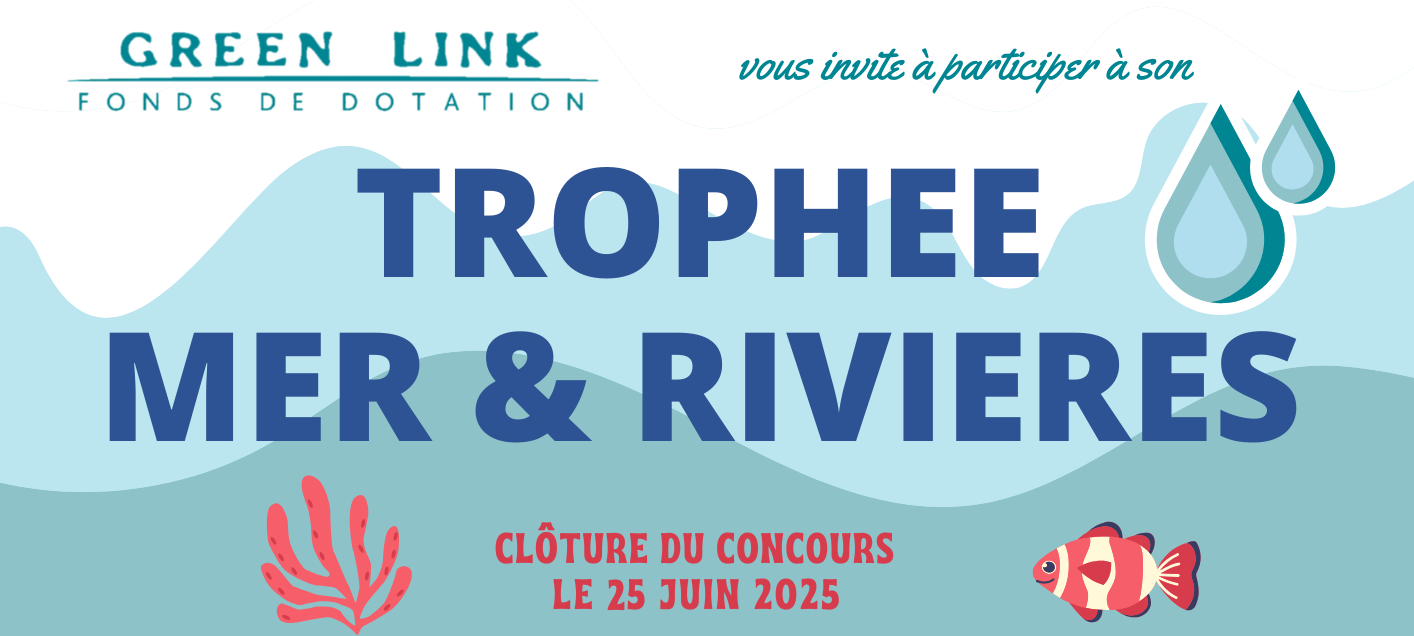 GREEN LINK
FONDS DE DOTATION
vous invite à participer à son
TROPHEE
MER & RIVIERES
CLÔTURE DU CONCOURS
LE 25 JUIN 2025